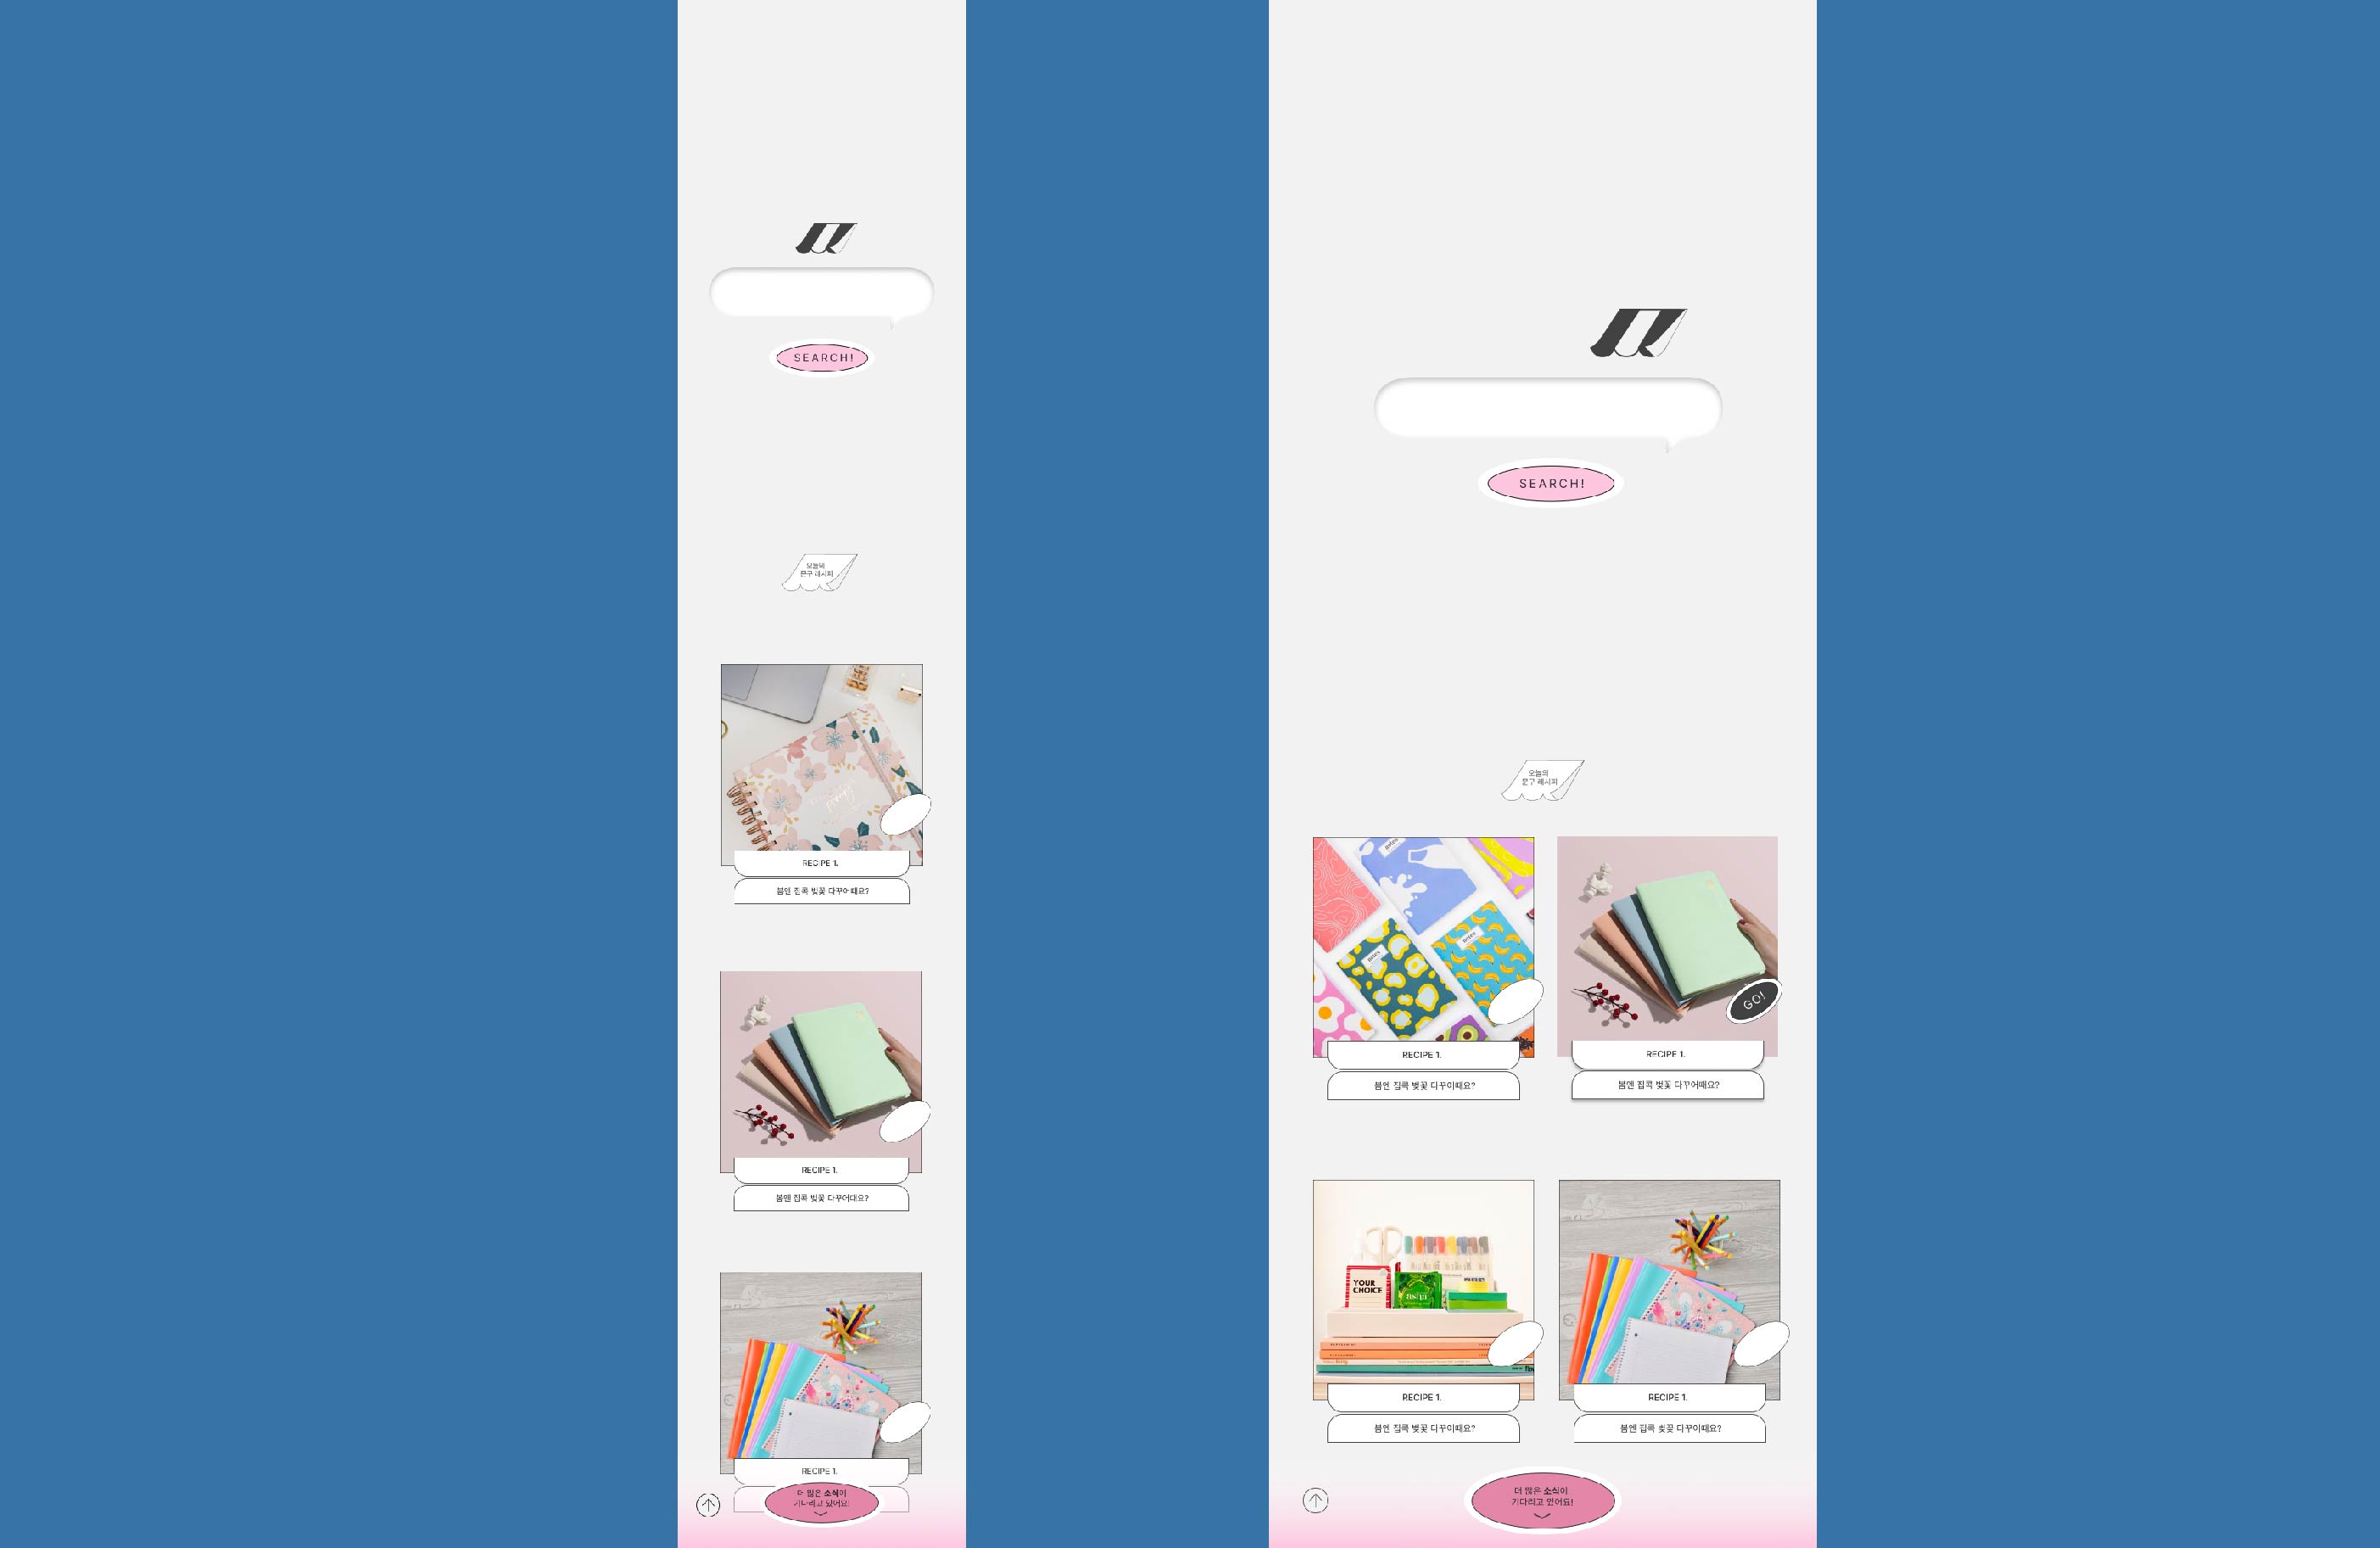 SEARCH!
오늘의
문구 레시피
RECIPE 1.
봄엔 집콕 벚꽃 다꾸어때요?
RECIPE 1.
봄엔 집콕 벚꽃 다꾸어때요?
RECIPE 1.
더 많은 소식이
기다리고 있어요!
SEARCH!
오늘의
문구 레시피
Notes
Notes
Notes
RECIPE 1.
봄엔 집콕 벚꽃 다꾸어때요?
GO!
RECIPE 1.
봄엔 집콕 벚꽃 다꾸어때요?
YOUR
CHOICE
RECIPE 1.
봄엔 집콕 벚꽃 다꾸어때요?
RECIPE 1.
봄엔 집콕 벚꽃 다꾸어때요?
더 많은 소식이
기다리고 있어요!